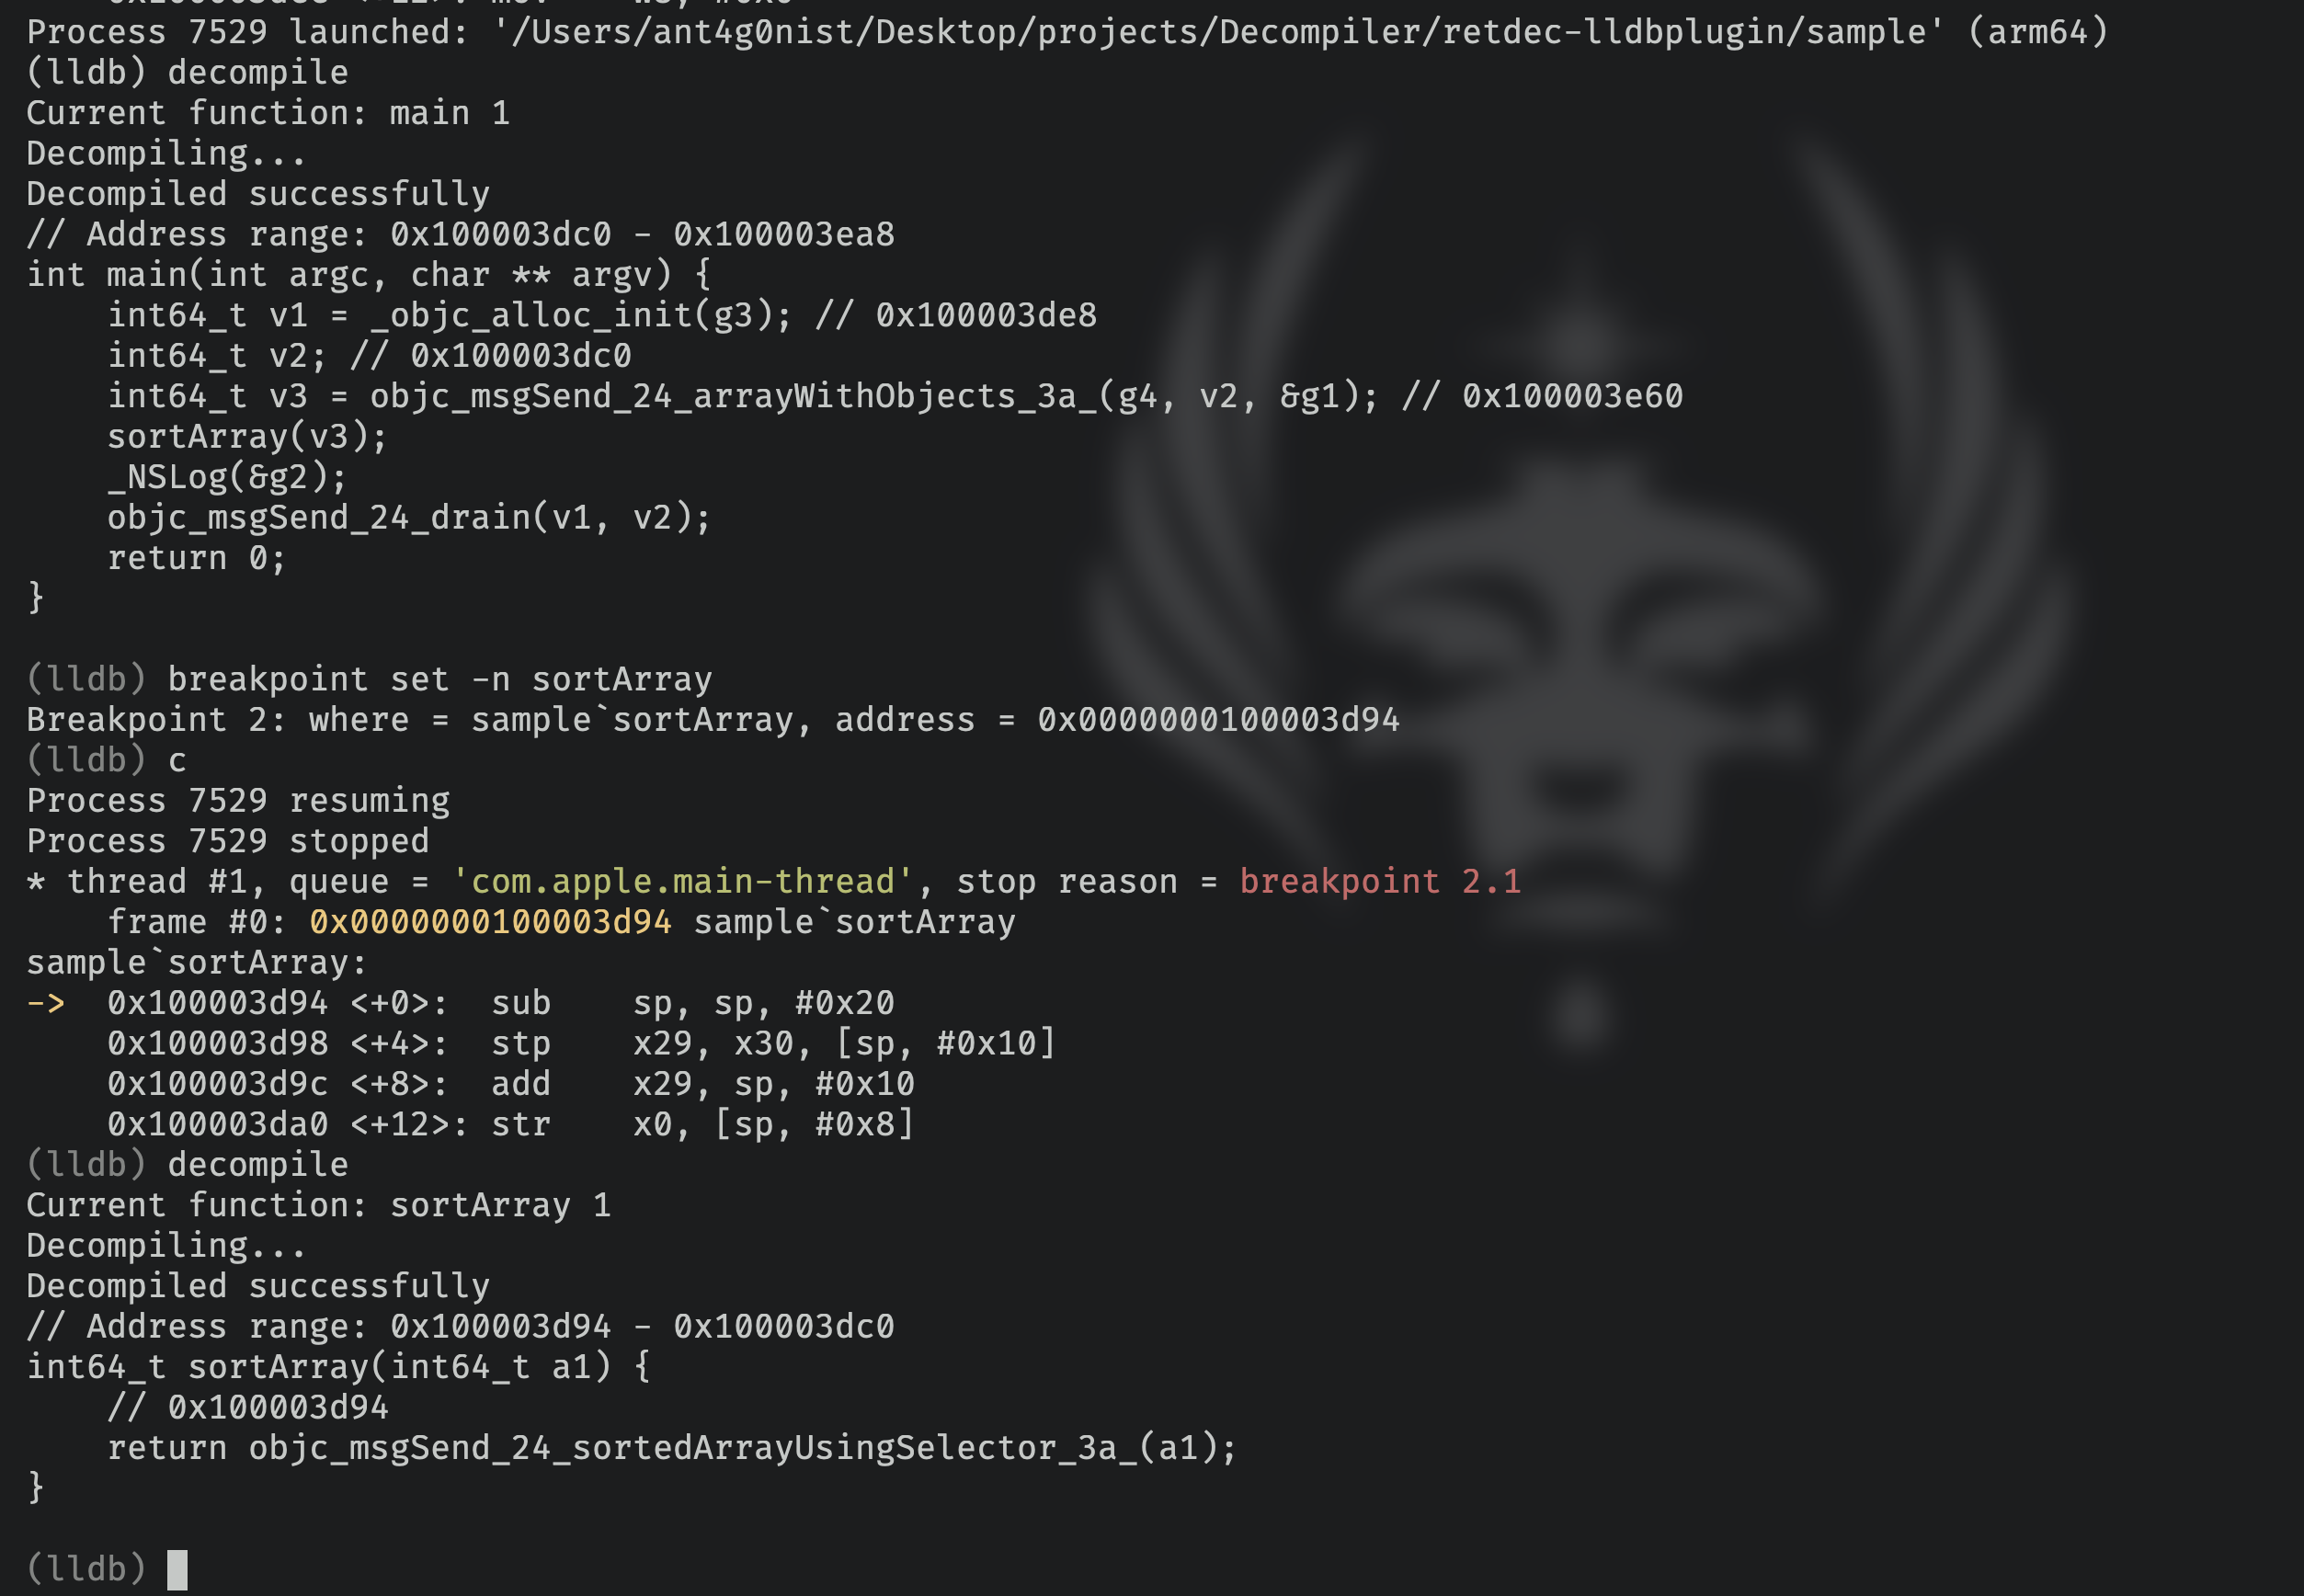 Process 7529 launched: '/Users/ant4g0nist/Desktop/projects/Decompiler/retdec-lldbplugin/sample' (arm64)
(lldb) decompile
Current function: main 1
Decompiling...
Decompiled successfully
// Address range: 0x100003dc0 - 0x100003ea8
int main(int argc, char ** argv) {
    int64_t v1 = _objc_alloc_init(g3); // 0x100003de8
    int64_t v2; // 0x100003dc0
    int64_t v3 = objc_msgSend_24_arrayWithObjects_3a_(g4, v2, &g1); // 0x100003e60
    sortArray(v3);
    _NSLog(&g2);
    objc_msgSend_24_drain(v1, v2);
    return 0;
}
(lldb) breakpoint set -n sortArray
Breakpoint 2: where = sample`sortArray, address = 0x0000000100003d94
(lldb) c
Process 7529 resuming
Process 7529 stopped
* thread #1, queue = 'com.apple.main-thread', stop reason = breakpoint 2.1
    frame #0: 0x0000000100003d94 sample`sortArray
sample`sortArray:
->  0x100003d94 <+0>:  sub    sp, sp, #0x20
    0x100003d98 <+4>:  stp    x29, x30, [sp, #0x10]
    0x100003d9c <+8>:  add    x29, sp, #0x10
    0x100003da0 <+12>: str    x0, [sp, #0x8]
(lldb) decompile
Current function: sortArray 1
Decompiling...
Decompiled successfully
// Address range: 0x100003d94 - 0x100003dc0
int64_t sortArray(int64_t a1) {
    // 0x100003d94
    return objc_msgSend_24_sortedArrayUsingSelector_3a_(a1);
}
(lldb)